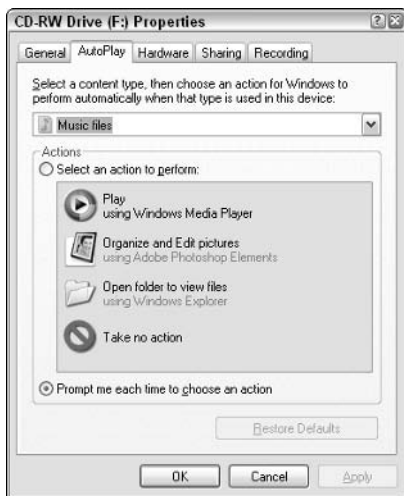 CD-RW Drive (F:) Properties
General AutoPlay Hardware Sharing Recording
Select a content type, then choose an action for Windows to
perform automatically when that type is used in this device:
Music files
Actions
Select an action to perform:
Play
using Windows Media Player
Organize and Edit pictures
using Adobe Photoshop Elements
Open folder to view files
using Windows Explorer
Take no action
Prompt me each time to choose an action
Restore Defaults
OK Cancel Apply